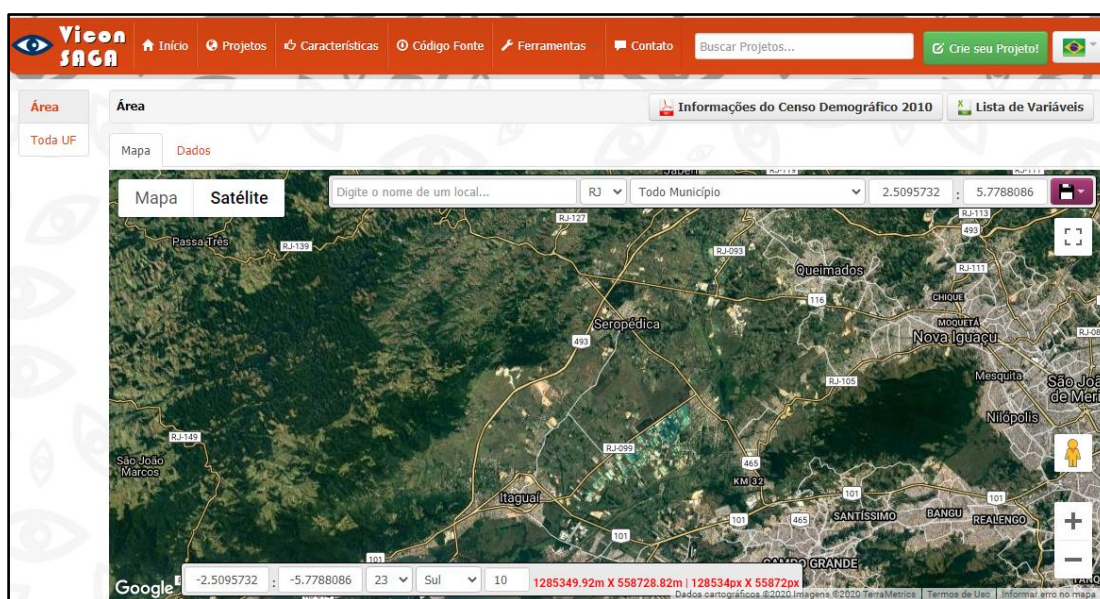 Vicon SAGA
Início Projetos Características Código Fonte Ferramentas Contato Buscar Projetos... Crie seu Projeto!
Área
Toda UF
Área Informações do Censo Demográfico 2010 Lista de Variáveis
Mapa Dados
Mapa Satélite Digite o nome de um local... RJ Todo Município 2.5095732 : 5.7788086
RJ-127
RJ-113
493
Passa Três
RJ-139
RJ-093
Queimados
RJ-111
116
CHIQUE
Seropédica
MOQUETÁ
493
Nova Iguaçu
RJ-105
Mesquita
São Joã
de Meri
Nilópolis
RJ-149
RJ-099
São João
Marcos
465
KM 32
Itaguaí
101
101
101
465
SANTÍSSIMO
BANGU
REALENGO
101
101
CAMPO GRANDE
Google -2.5095732 : -5.7788086 23 Sul 10 1285349.92m X 558728.82m | 128534px X 55872px
Dados cartográficos ©2020 Imagens ©2020 TerraMetrics Termos de Uso Informar erro no mapa